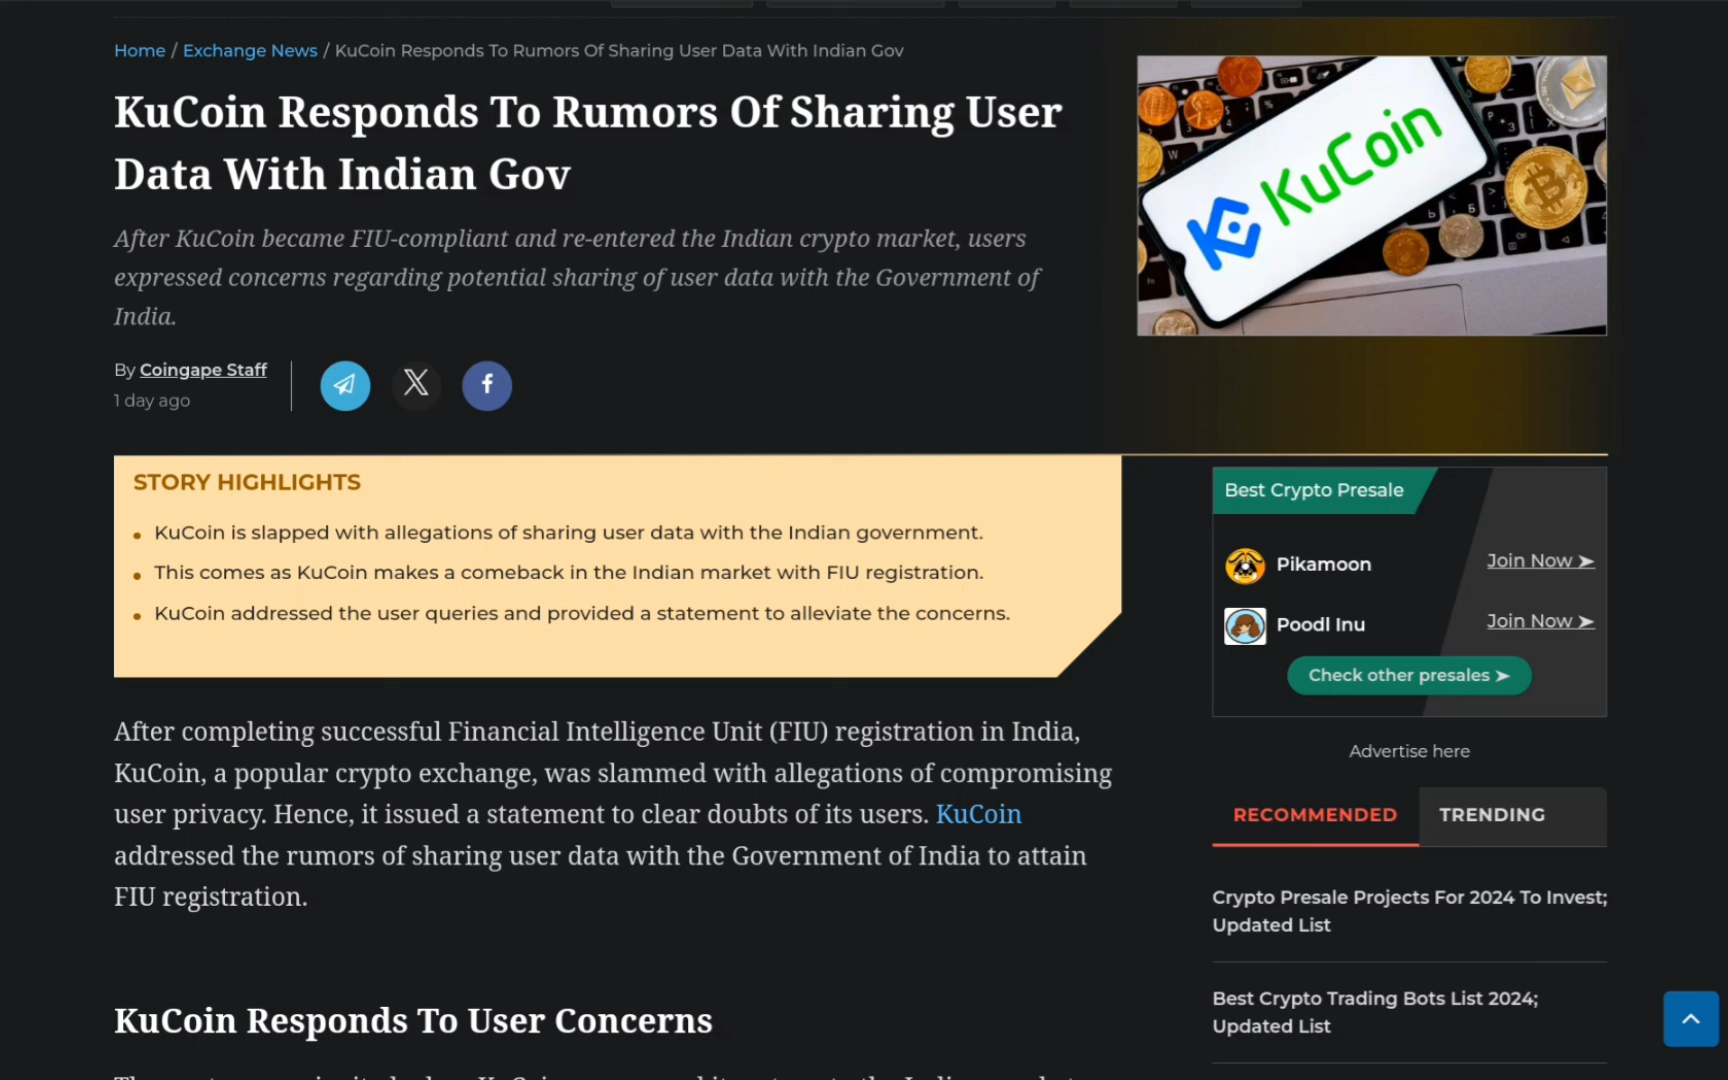 Home / Exchange News / KuCoin Responds To Rumors Of Sharing User Data With Indian Gov
KuCoin Responds To Rumors Of Sharing User
Data With Indian Gov
After KuCoin became FIU-compliant and re-entered the Indian crypto market, users
expressed concerns regarding potential sharing of user data with the Government of
India.
By Coingape Staff
1 day ago
KuCoin
STORY HIGHLIGHTS
KuCoin is slapped with allegations of sharing user data with the Indian government.
This comes as KuCoin makes a comeback in the Indian market with FIU registration.
KuCoin addressed the user queries and provided a statement to alleviate the concerns.
After completing successful Financial Intelligence Unit (FIU) registration in India,
KuCoin, a popular crypto exchange, was slammed with allegations of compromising
user privacy. Hence, it issued a statement to clear doubts of its users. KuCoin
addressed the rumors of sharing user data with the Government of India to attain
FIU registration.
KuCoin Responds To User Concerns
Best Crypto Presale
Pikamoon Join Now ➤
Poodl Inu Join Now ➤
Check other presales ➤
Advertise here
RECOMMENDED TRENDING
Crypto Presale Projects For 2024 To Invest;
Updated List
Best Crypto Trading Bots List 2024;
Updated List